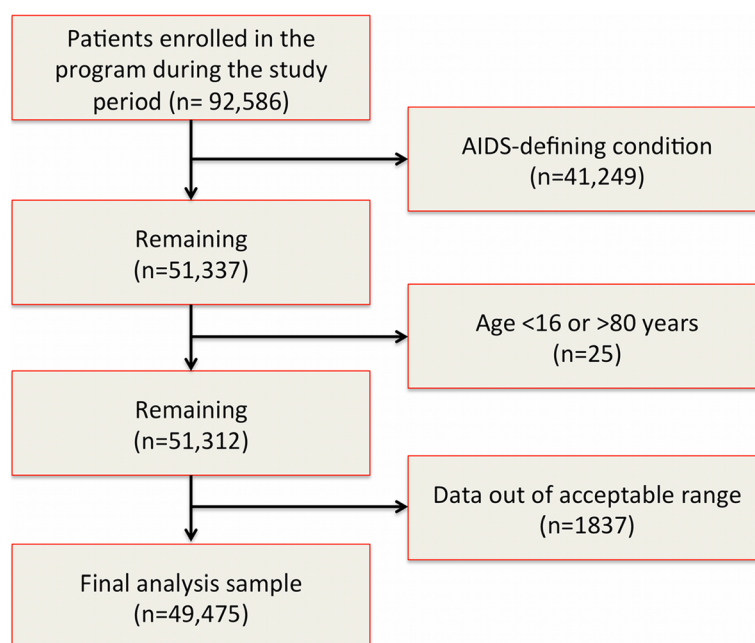 Patients enrolled in the
program during the study
period (n= 92,586)
AIDS-defining condition
(n=41,249)
Remaining
(n=51,337)
Age <16 or >80 years
(n=25)
Remaining
(n=51,312)
Data out of acceptable range
(n=1837)
Final analysis sample
(n=49,475)